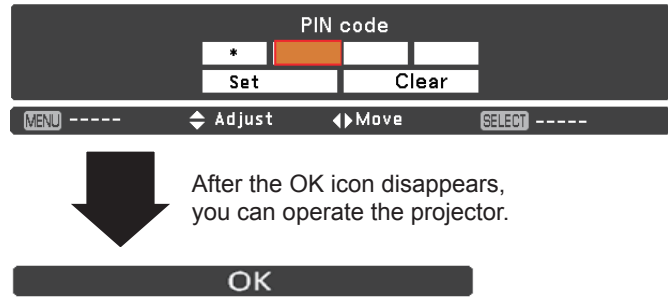 PIN code
*
Set Clear
MENU ----- Adjust Move SELECT -----
After the OK icon disappears,
you can operate the projector.
OK